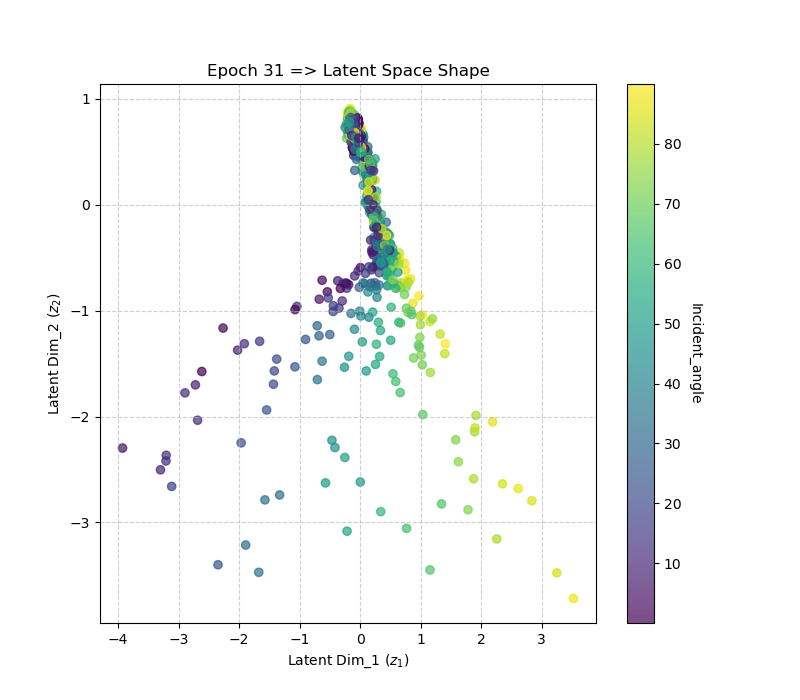 Epoch 31 => Latent Space Shape
1
0
−1
−2
−3
Latent Dim_2 (z₂)
−4 −3 −2 −1 0 1 2 3
Latent Dim_1 (z₁)
80
70
60
50
40
30
20
10
Incident_angle